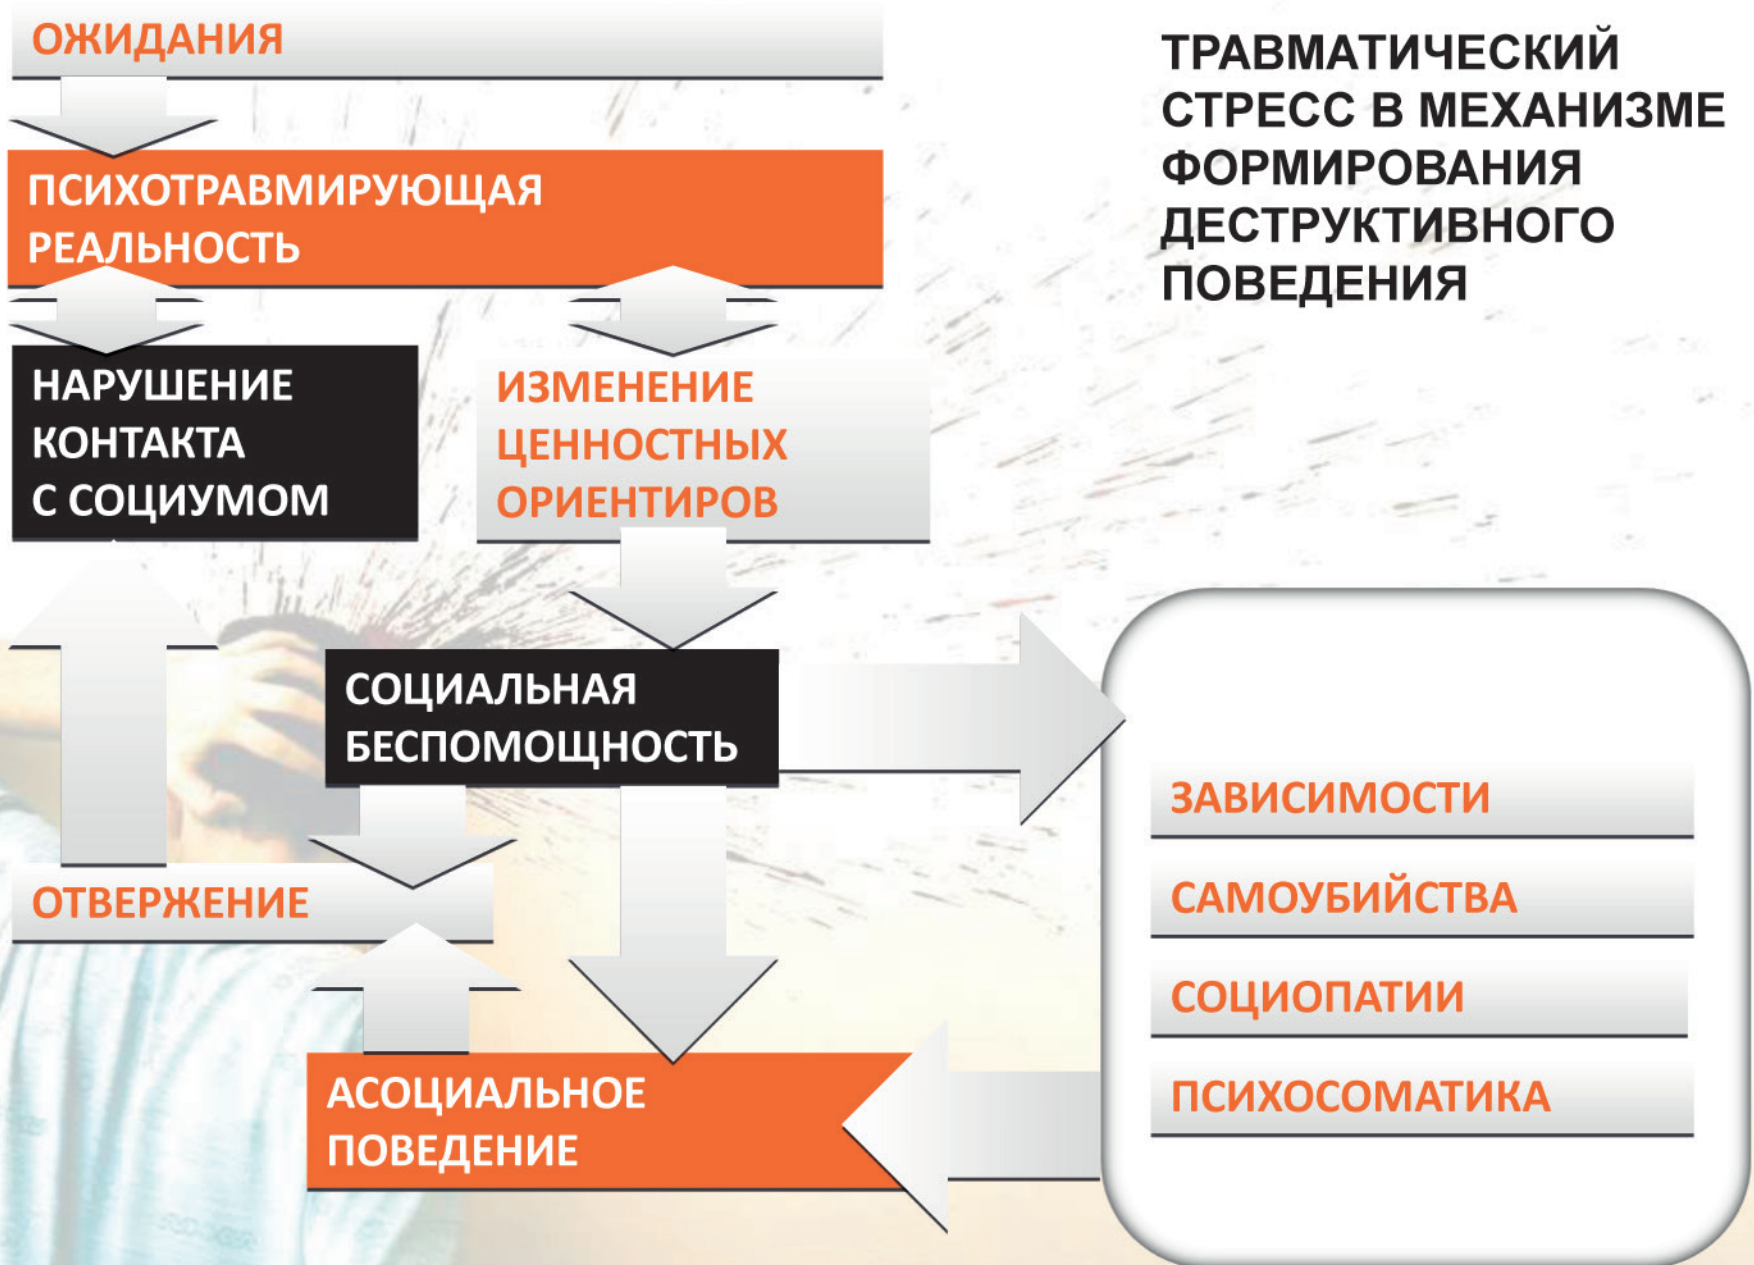 ОЖИДАНИЯ
ТРАВМАТИЧЕСКИЙ
СТРЕСС В МЕХАНИЗМЕ
ФОРМИРОВАНИЯ
ДЕСТРУКТИВНОГО
ПОВЕДЕНИЯ
ПСИХОТРАВМИРУЮЩАЯ
РЕАЛЬНОСТЬ
НАРУШЕНИЕ
КОНТАКТА
С СОЦИУМОМ
ИЗМЕНЕНИЕ
ЦЕННОСТНЫХ
ОРИЕНТИРОВ
СОЦИАЛЬНАЯ
БЕСПОМОЩНОСТЬ
ОТВЕРЖЕНИЕ
АСОЦИАЛЬНОЕ
ПОВЕДЕНИЕ
ЗАВИСИМОСТИ
САМОУБИЙСТВА
СОЦИОПАТИИ
ПСИХОСОМАТИКА